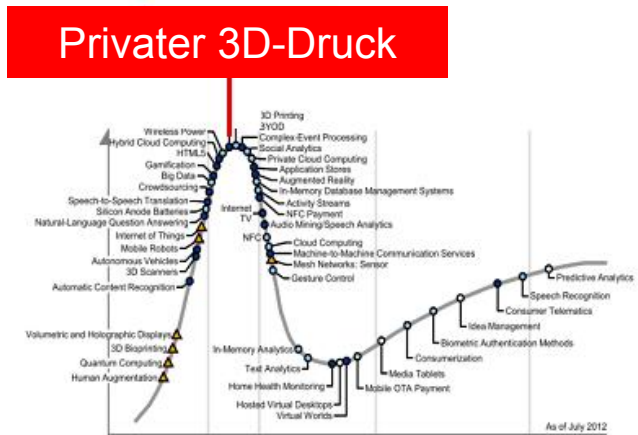 Privater 3D-Druck
3D Printing
BYOD
Wireless Power
Complex-Event Processing
Hybrid Cloud Computing
Social Analytics
HTML5
Private Cloud Computing
Gamification
Application Stores
Big Data
Augmented Reality
Crowdsourcing
In-Memory Database Management Systems
Speech-to-Speech Translation
Activity Streams
Silicon Anode Batteries
NFC Payment
Internet
TV
Natural-Language Question Answering
Audio Mining/Speech Analytics
Internet of Things
NFC
Cloud Computing
Mobile Robots
Machine-to-Machine Communication Services
Autonomous Vehicles
Mesh Networks: Sensor
3D Scanners
Gesture Control
Automatic Content Recognition
Predictive Analytics
Speech Recognition
Consumer Telematics
Idea Management
Volumetric and Holographic Displays
Biometric Authentication Methods
3D Bioprinting
In-Memory Analytics
Consumerization
Quantum Computing
Text Analytics
Media Tablets
Human Augmentation
Home Health Monitoring
Mobile OTA Payment
Hosted Virtual Desktops
Virtual Worlds
As of July 2012